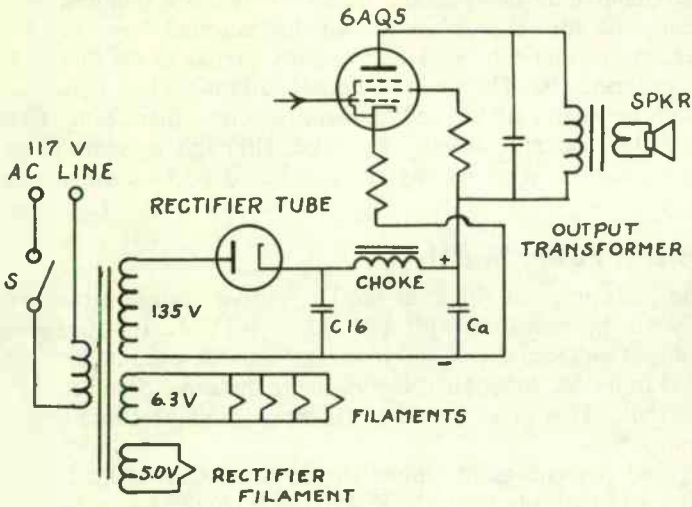 6AQ5
SPKR
117 V
AC LINE
S
RECTIFIER TUBE
OUTPUT
TRANSFORMER
+
CHOKE
135 V
C16
Ca
-
6.3V
FILAMENTS
5.0V
RECTIFIER
FILAMENT